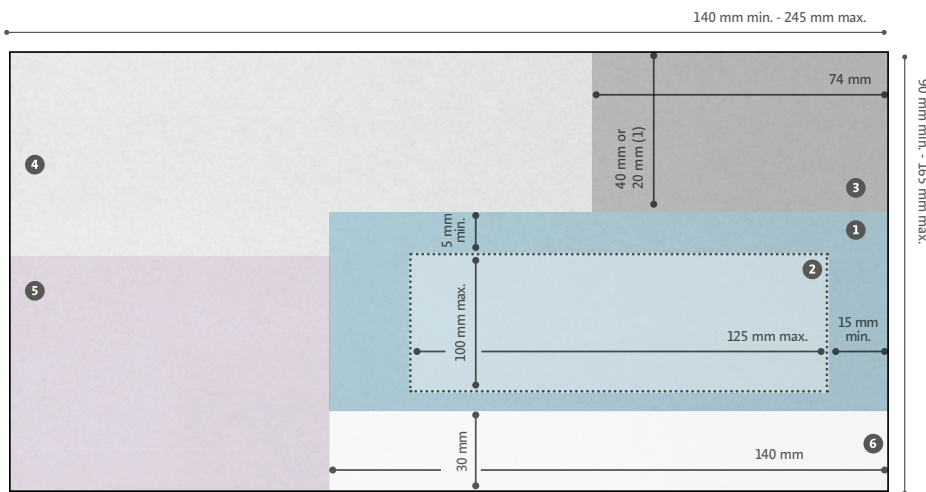 140 mm min. - 245 mm max.
74 mm
40 mm or
20 mm (1)
4
3
5 mm
min.
1
2
5
100 mm max.
125 mm max.
15 mm
min.
30 mm
140 mm
6
mm min. -
mm max.